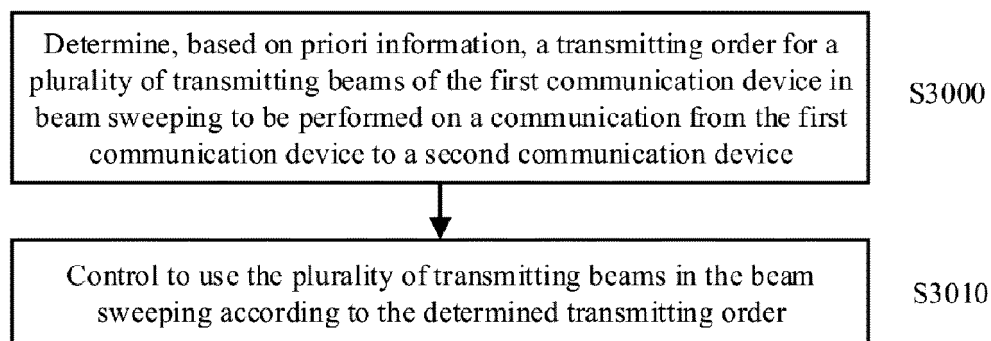 Determine, based on priori information, a transmitting order for a
plurality of transmitting beams of the first communication device in
beam sweeping to be performed on a communication from the first
communication device to a second communication device
S3000
Control to use the plurality of transmitting beams in the beam
sweeping according to the determined transmitting order
S3010